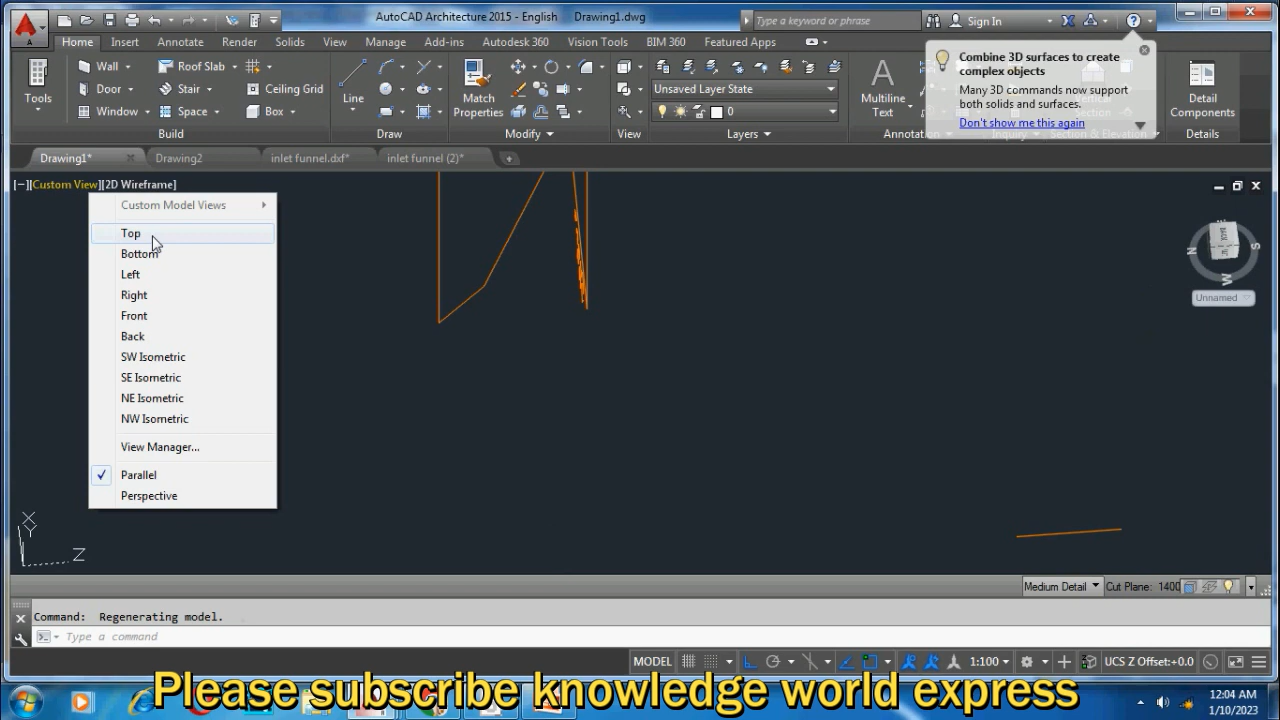 AutoCAD Architecture 2015 - English Drawing1.dwg
Type a keyword or phrase
Sign In
Home Insert Annotate Render Solids View Manage Add-ins Autodesk 360 Vision Tools BIM 360 Featured Apps
Combine 3D surfaces to create
complex objects
Many 3D commands now support
both solids and surfaces.
Don't show me this again
Tools
Wall Roof Slab
Door Stair Ceiling Grid
Window Space Box
Build
Line
Draw
Match
Properties
Modify
View
Unsaved Layer State
0
Layers
Multiline
Text
Annotation
Inquiry
Section & Elevation
Detail
Components
Details
Drawing1* Drawing2 inlet funnel.dxf* inlet funnel (2)*
[−][Custom View][2D Wireframe]
Custom Model Views
Top
Bottom
Left
Right
Front
Back
SW Isometric
SE Isometric
NE Isometric
NW Isometric
View Manager...
Parallel
Perspective
N S W
BACK
Unnamed
X
Y
Z
Medium Detail Cut Plane: 1400
Command: Regenerating model.
Type a command
MODEL 1:100 UCS Z Offset:+0.0
Please subscribe knowledge world express
12:04 AM
1/10/2023